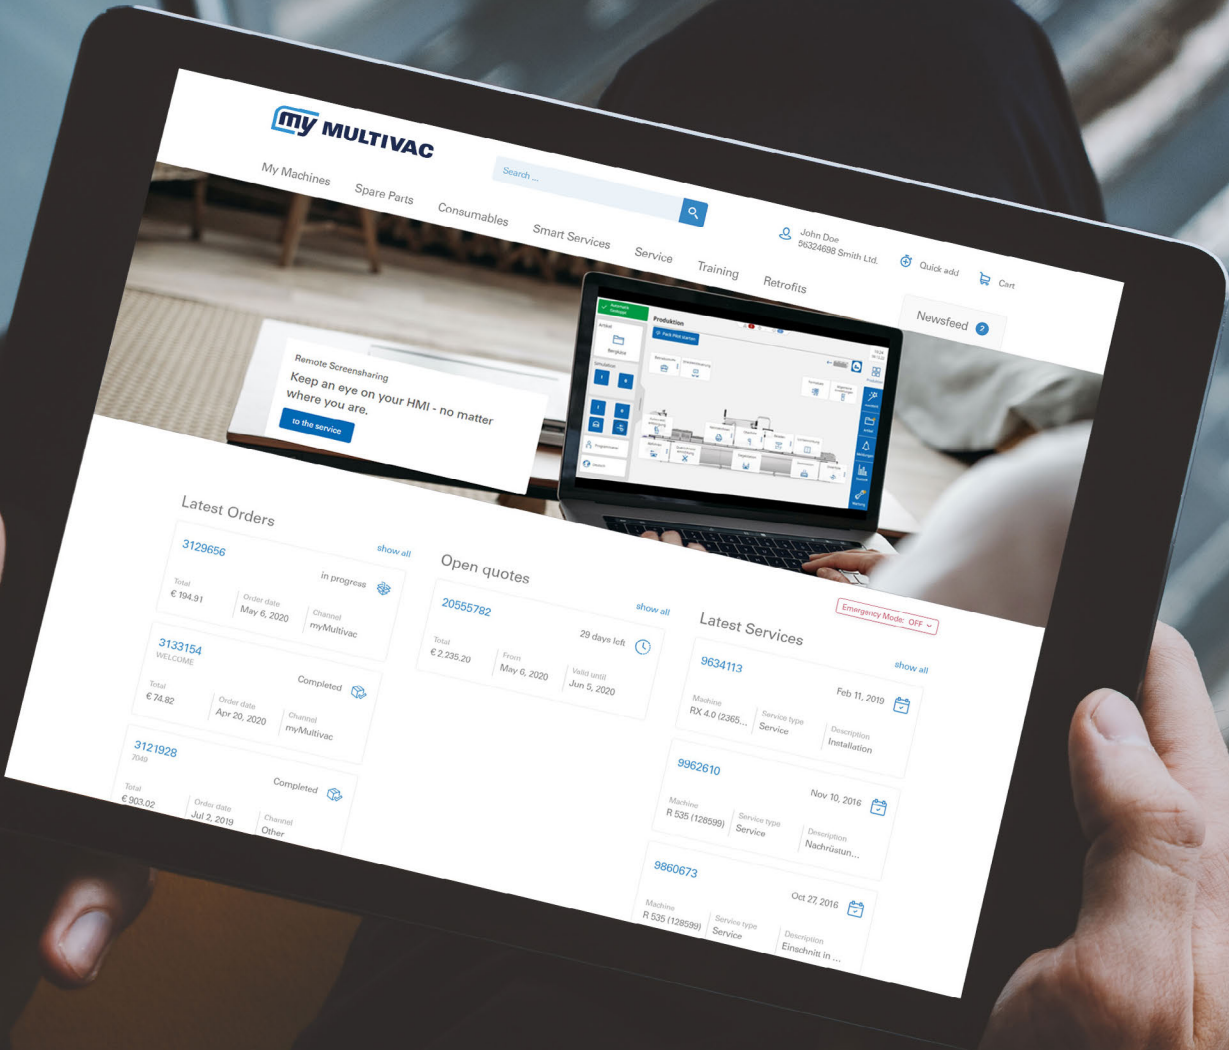 my MULTIVAC
Search ...
John Doe
96324698 Smith Ltd.
Quick add
Cart
My Machines
Spare Parts
Consumables
Smart Services
Service
Training
Retrofits
Newsfeed 2
Remote Screensharing
Keep an eye on your HMI - no matter
where you are.
to the service
Produktion
Latest Orders
show all
3129656
in progress
Total
€ 194.91
Order date
May 6, 2020
Channel
myMultivac
3133154
WELCOME
Completed
Total
€ 74.82
Order date
Apr 20, 2020
Channel
myMultivac
3121928
7049
Completed
Total
€ 903.02
Order date
Jul 2, 2019
Channel
Other
Open quotes
show all
20555782
29 days left
Total
€ 2,235.20
From
May 6, 2020
Valid until
Jun 5, 2020
Emergency Mode: OFF
Latest Services
show all
9634113
Feb 11, 2019
Machine
RX 4.0 (2365...
Service type
Service
Description
Installation
9962610
Nov 10, 2016
Machine
R 535 (128599)
Service type
Service
Description
Nachrüstun...
9860673
Oct 27, 2016
Machine
R 535 (128599)
Service type
Service
Description
Einschnitt in ...